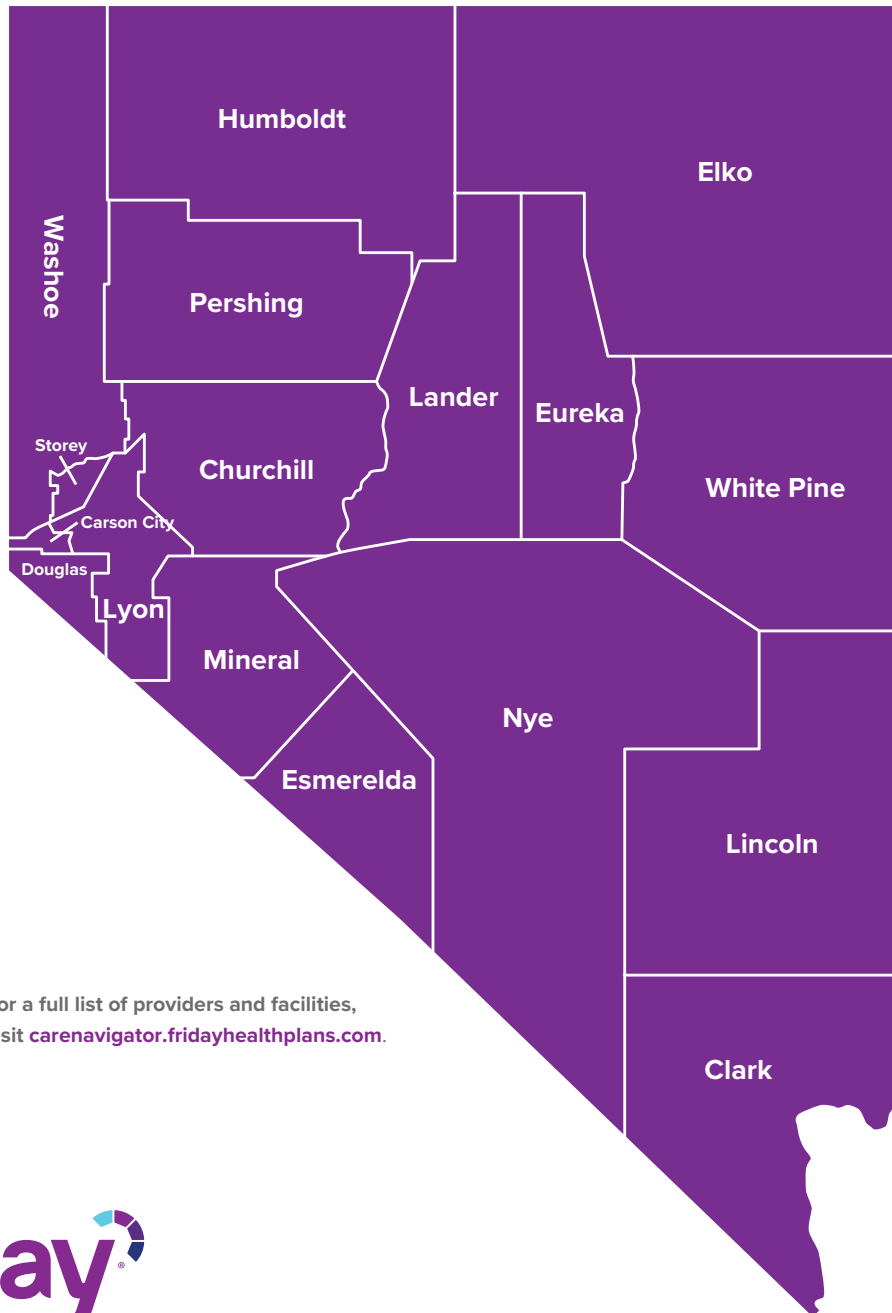 Humboldt
Elko
Washoe
Pershing
Lander
Eureka
Storey
Churchill
White Pine
Carson City
Douglas
Lyon
Mineral
Nye
Esmerelda
Lincoln
or a full list of providers and facilities,
sit carenavigator.fridayhealthplans.com.
Clark
ay®